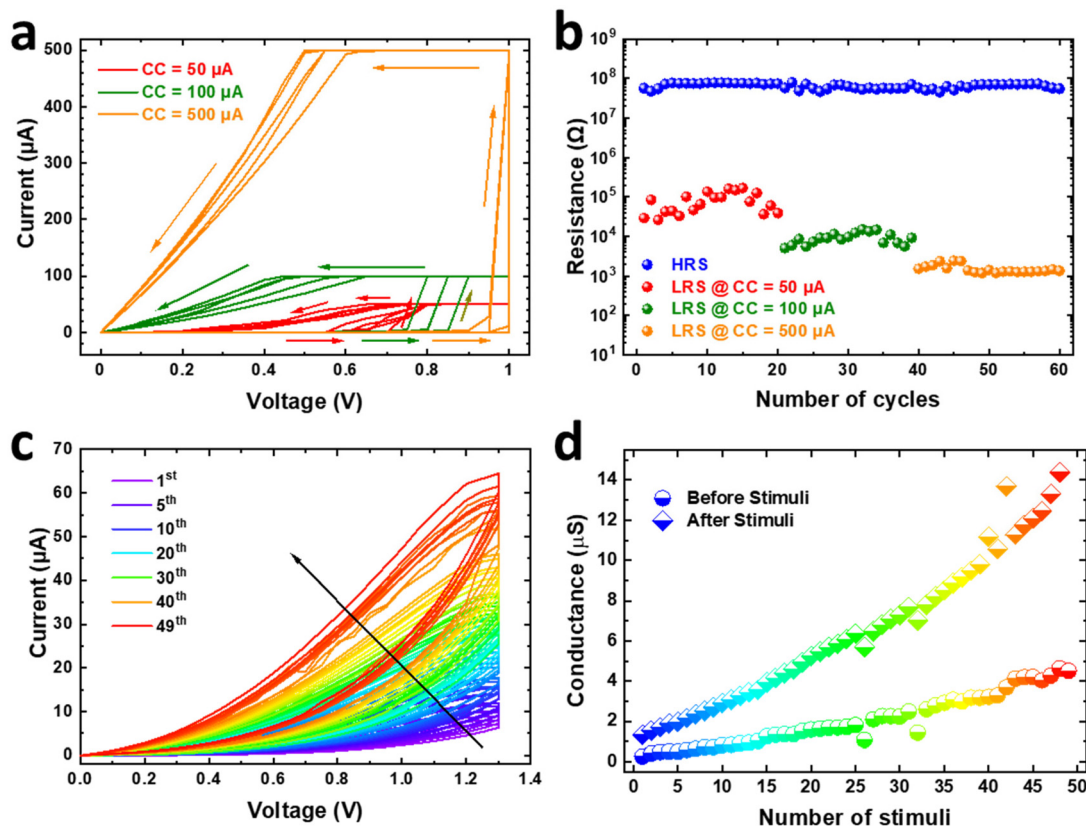 a
500
400
300
200
100
0
Current (µA)
CC = 50 µA
CC = 100 µA
CC = 500 µA
0 0.2 0.4 0.6 0.8 1
Voltage (V)
b
10⁹
10⁸
10⁷
10⁶
10⁵
10⁴
10³
10²
10¹
Resistance (Ω)
HRS
LRS @ CC = 50 µA
LRS @ CC = 100 µA
LRS @ CC = 500 µA
0 10 20 30 40 50 60
Number of cycles
c
70
60
50
40
30
20
10
0
Current (µA)
1ˢᵗ
5ᵗʰ
10ᵗʰ
20ᵗʰ
30ᵗʰ
40ᵗʰ
49ᵗʰ
0.0 0.2 0.4 0.6 0.8 1.0 1.2 1.4
Voltage (V)
d
14
12
10
8
6
4
2
0
Conductance (µS)
Before Stimuli
After Stimuli
0 5 10 15 20 25 30 35 40 45 50
Number of stimuli